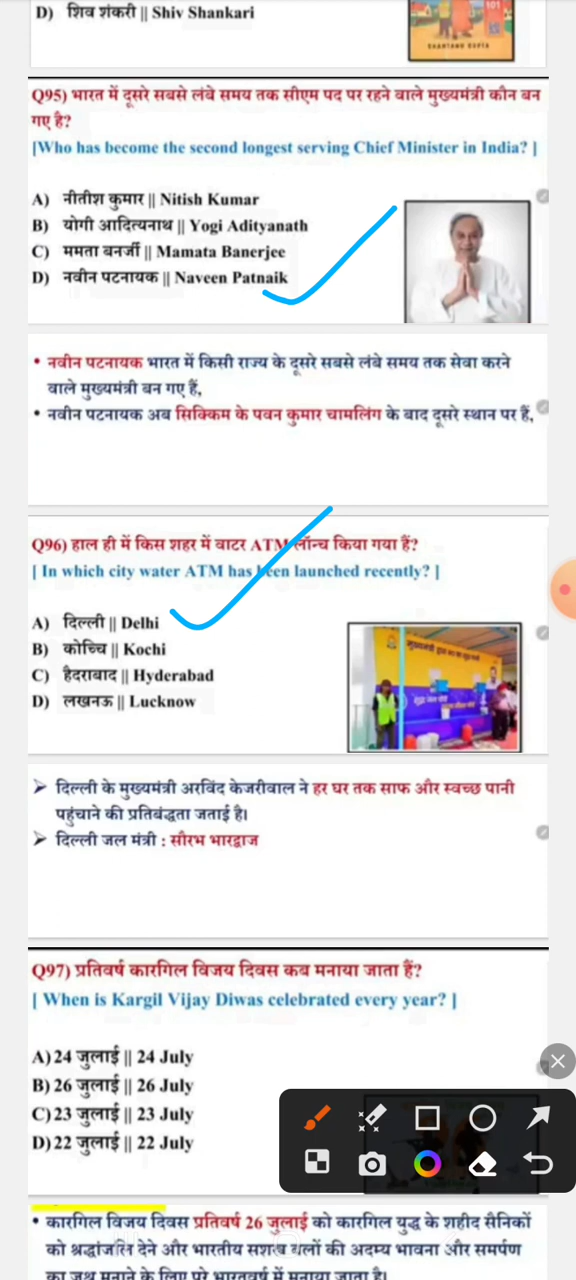 D) शिव शंकरी || Shiv Shankari
101
SHANTANU GUPTA
Q95) भारत में दूसरे सबसे लंबे समय तक सीएम पद पर रहने वाले मुख्यमंत्री कौन बन
गए है?
[Who has become the second longest serving Chief Minister in India? ]
A) नीतीश कुमार || Nitish Kumar
B) योगी आदित्यनाथ || Yogi Adityanath
C) ममता बनर्जी || Mamata Banerjee
D) नवीन पटनायक || Naveen Patnaik
• नवीन पटनायक भारत में किसी राज्य के दूसरे सबसे लंबे समय तक सेवा करने
वाले मुख्यमंत्री बन गए हैं,
• नवीन पटनायक अब सिक्किम के पवन कुमार चामलिंग के बाद दूसरे स्थान पर हैं,
Q96) हाल ही में किस शहर में वाटर ATM लॉन्च किया गया हैं?
[ In which city water ATM has been launched recently? ]
A) दिल्ली || Delhi
B) कोच्चि || Kochi
C) हैदराबाद || Hyderabad
D) लखनऊ || Lucknow
➢ दिल्ली के मुख्यमंत्री अरविंद केजरीवाल ने हर घर तक साफ और स्वच्छ पानी
पहुंचाने की प्रतिबंद्धता जताई है।
➢ दिल्ली जल मंत्री : सौरभ भारद्वाज
Q97) प्रतिवर्ष कारगिल विजय दिवस कब मनाया जाता हैं?
[ When is Kargil Vijay Diwas celebrated every year? ]
A) 24 जुलाई || 24 July
B) 26 जुलाई || 26 July
C) 23 जुलाई || 23 July
D) 22 जुलाई || 22 July
• कारगिल विजय दिवस प्रतिवर्ष 26 जुलाई को कारगिल युद्ध के शहीद सैनिकों
को श्रद्धांजलि देने और भारतीय सशस्त्र बलों की अदम्य भावना और समर्पण
का जश्न मनाने के लिए पूरे भारतवर्ष में मनाया जाता है।